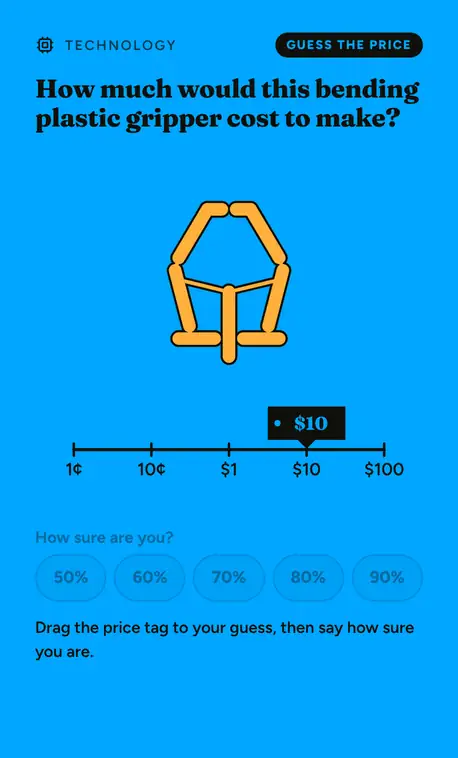 TECHNOLOGY
GUESS THE PRICE
How much would this bending
plastic gripper cost to make?
$10
1¢ 10¢ $1 $10 $100
How sure are you?
50% 60% 70% 80% 90%
Drag the price tag to your guess, then say how sure
you are.